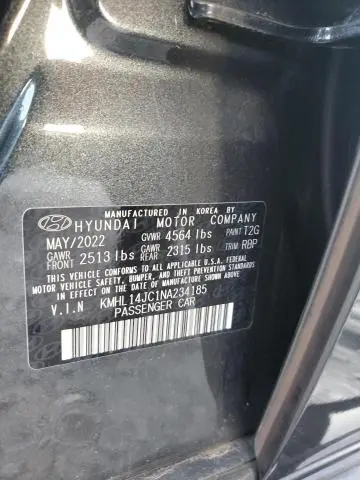 MANUFACTURED IN KOREA BY
HYUNDAI MOTOR COMPANY
MAY/2022 GVWR 4564 lbs PAINT T2G
GAWR FRONT 2513 lbs GAWR REAR 2315 lbs TRIM RBP
THIS VEHICLE CONFORMS TO ALL APPLICABLE U.S.A. FEDERAL
MOTOR VEHICLE SAFETY, BUMPER, AND THEFT PREVENTION
STANDARDS IN EFFECT ON THE DATE OF MANUFACTURE SHOWN ABOVE.
V.I.N KMHL14JC1NA234185
PASSENGER CAR